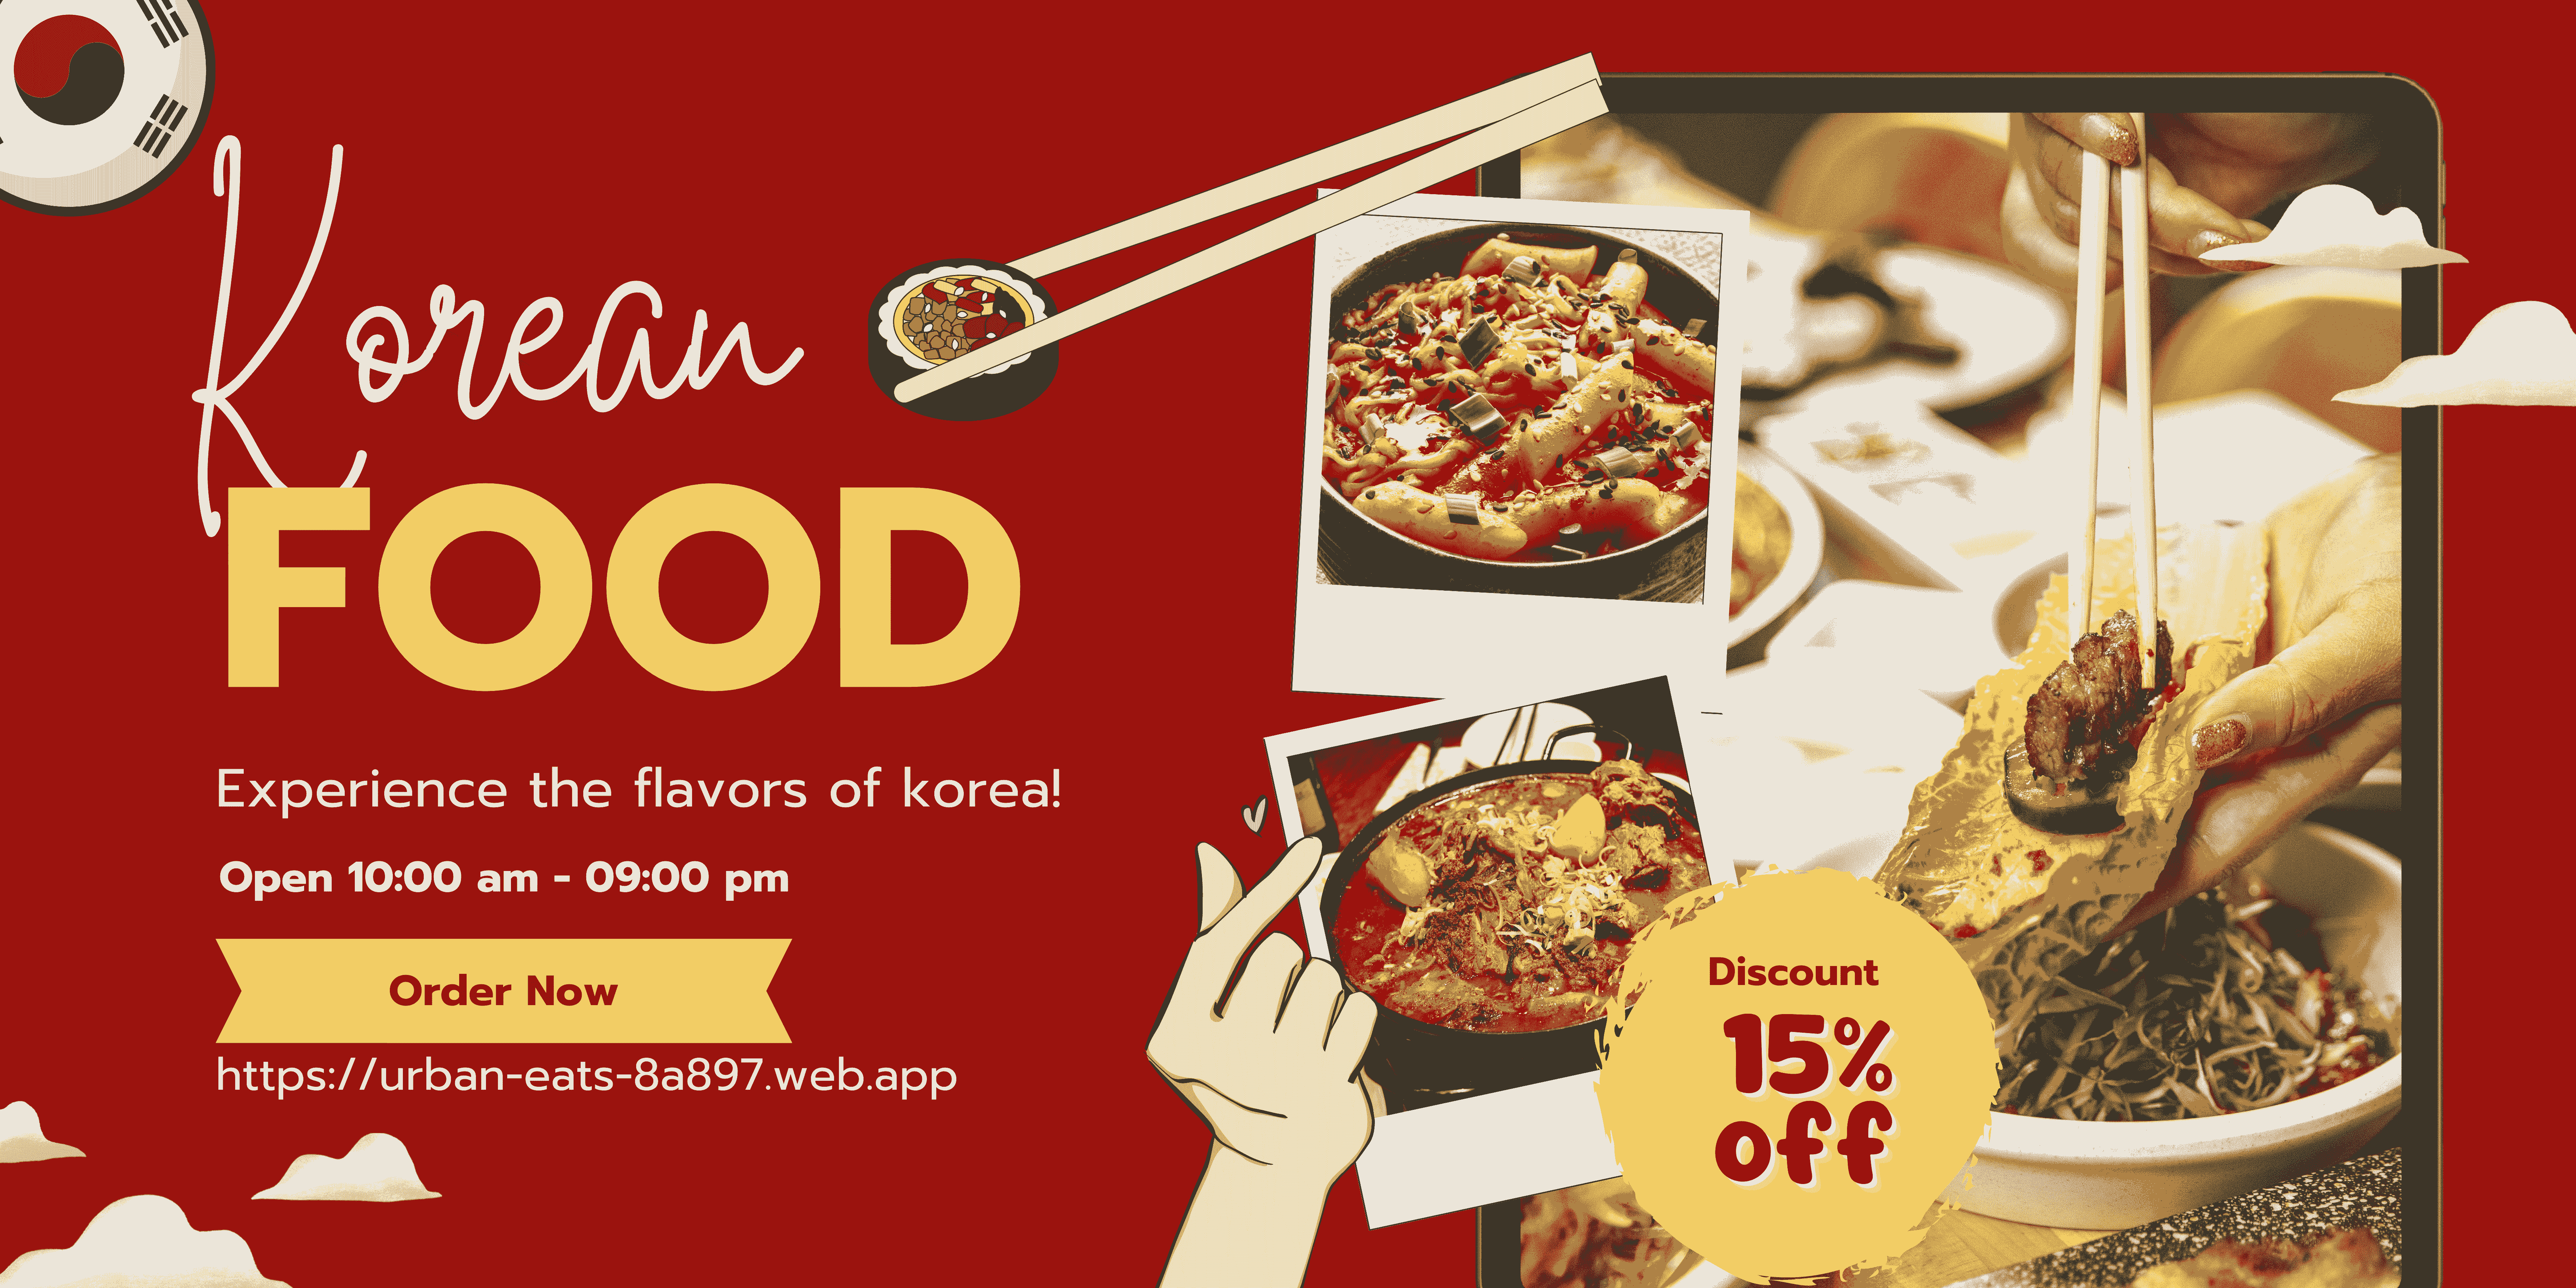 Korean
FOOD
Experience the flavors of korea!
Open 10:00 am - 09:00 pm
Order Now
https://urban-eats-8a897.web.app
Discount
15%
off